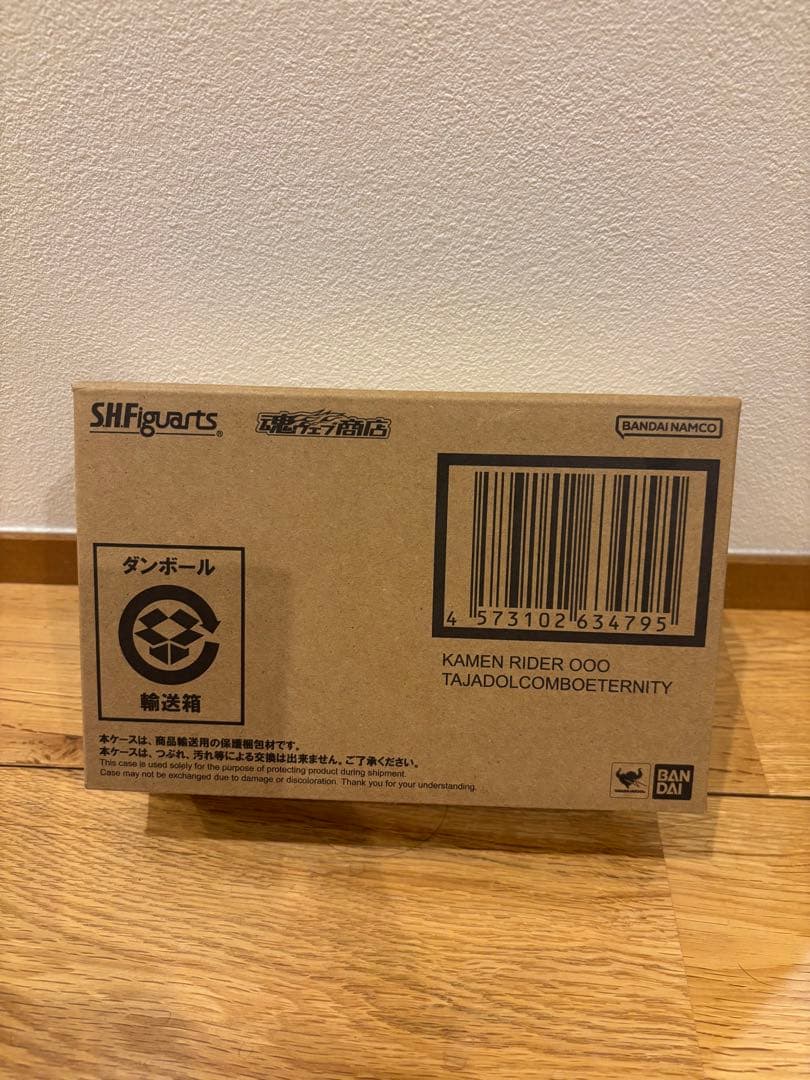 S.H.Figuarts®
魂ウェブ商店
BANDAI NAMCO
4 573102 634795
KAMEN RIDER OOO
TAJADOLCOMBOETERNITY
ダンボール
輸送箱
本ケースは、商品輸送用の保護梱包材です。
本ケースは、つぶれ、汚れ等による交換は出来ません。ご了承ください。
This case is used solely for the purpose of protecting product during shipment.
Case may not be exchanged due to damage or discoloration. Thank you for your understanding.
BAN
DAI